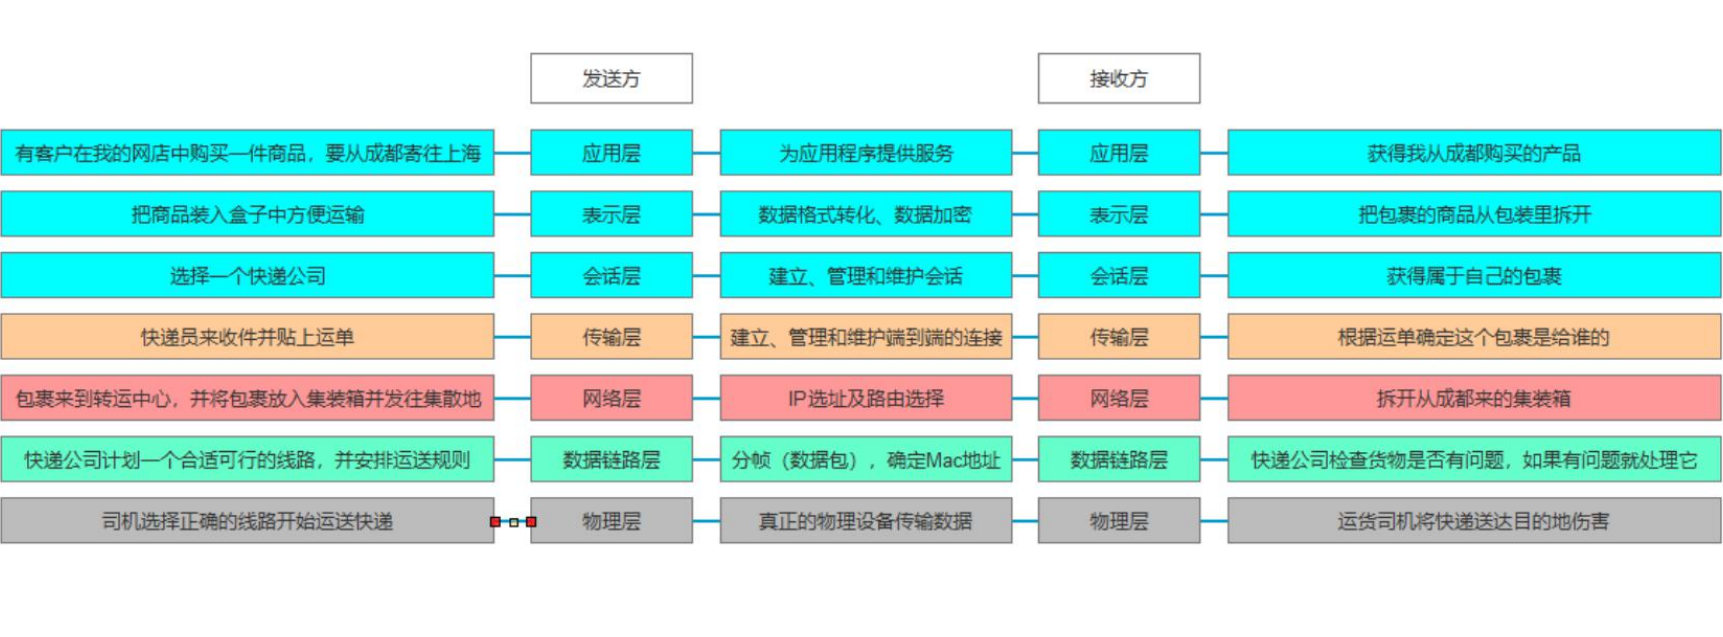 发送方 接收方
有客户在我的网店中购买一件商品，要从成都寄往上海 应用层 为应用程序提供服务 应用层 获得我从成都购买的产品
把商品装入盒子中方便运输 表示层 数据格式转化、数据加密 表示层 把包裹的商品从包装里拆开
选择一个快递公司 会话层 建立、管理和维护会话 会话层 获得属于自己的包裹
快递员来收件并贴上运单 传输层 建立、管理和维护端到端的连接 传输层 根据运单确定这个包裹是给谁的
包裹来到转运中心，并将包裹放入集装箱并发往集散地 网络层 IP选址及路由选择 网络层 拆开从成都来的集装箱
快递公司计划一个合适可行的线路，并安排运送规则 数据链路层 分帧（数据包），确定Mac地址 数据链路层 快递公司检查货物是否有问题，如果有问题就处理它
司机选择正确的线路开始运送快递 物理层 真正的物理设备传输数据 物理层 运货司机将快递送达目的地伤害